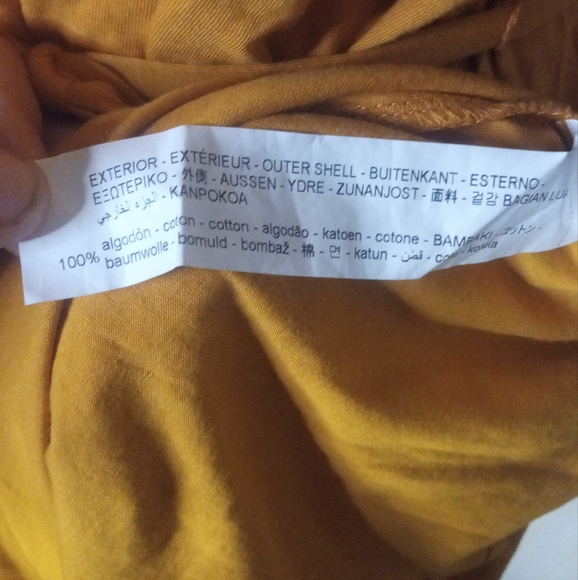 EXTERIOR - EXTÉRIEUR - OUTER SHELL - BUITENKANT - ESTERNO -
ΕΞΩΤΕΡΙΚΟ - 外側 - AUSSEN - YDRE - ZUNANJOST - 面料 - 겉감 BAGIAN
الجزء الخارجي - KANPOKOA
100% algodón - coton - cotton - algodão - katoen - cotone - BAMBAKI - コットン -
baumwolle - bomuld - bombaž - 棉 - 면 - katun - قطن -